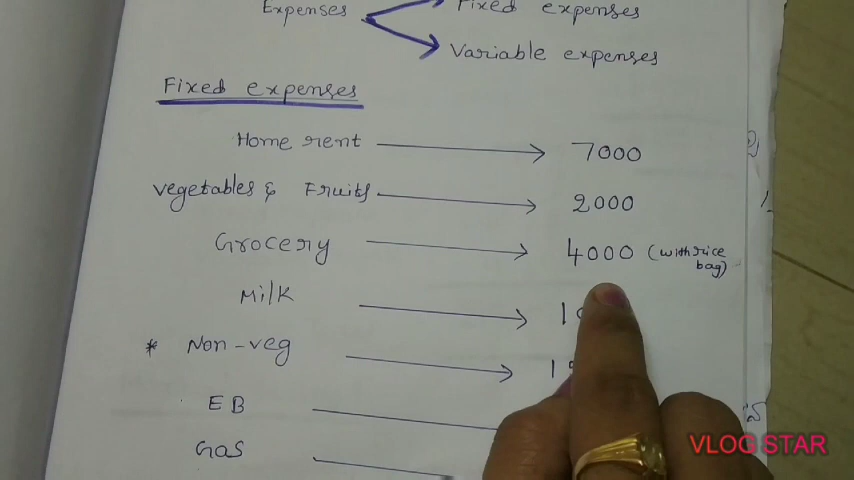 Expenses Fixed expenses
Variable expenses
Fixed expenses
Home rent 7000
Vegetables & Fruits 2000
Grocery 4000 (with rice bag)
Milk
* Non-veg
EB
Gas
VLOG STAR